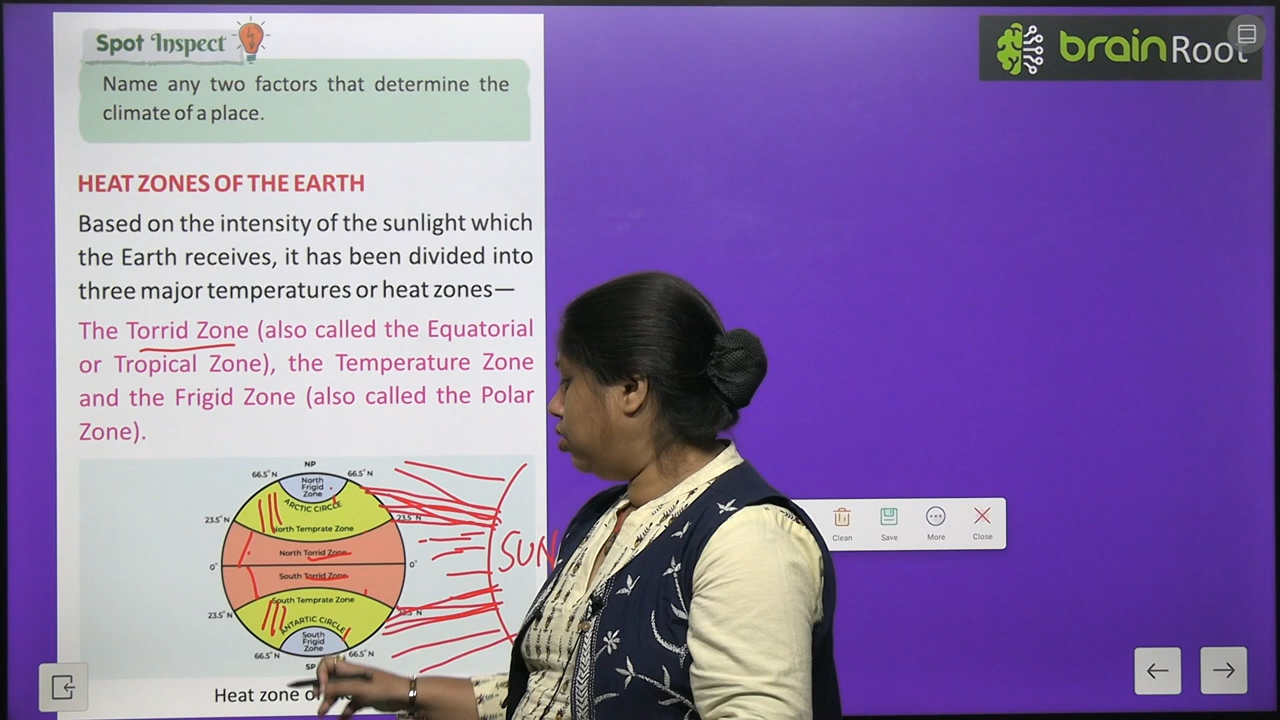 Spot Inspect
brainRoot
Name any two factors that determine the
climate of a place.
HEAT ZONES OF THE EARTH
Based on the intensity of the sunlight which
the Earth receives, it has been divided into
three major temperatures or heat zones—
The Torrid Zone (also called the Equatorial
or Tropical Zone), the Temperature Zone
and the Frigid Zone (also called the Polar
Zone).
NP
66.5° N
66.5° N
North
Frigid
Zone
ARCTIC CIRCLE
23.5° N
23.5° N
North Temprate Zone
North Torrid Zone
0°
0°
South Torrid Zone
South Temprate Zone
23.5° N
23.5° N
ANTARTIC CIRCLE
South
Frigid
Zone
66.5° N
66.5° N
SP
SUN
Heat zone
Clean
Save
More
Close